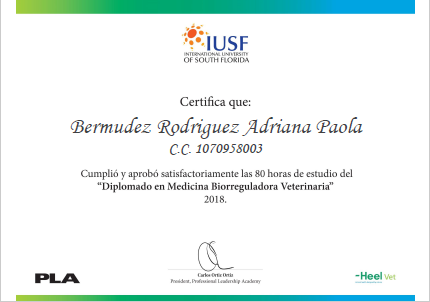 IUSF
INTERNATIONAL UNIVERSITY
OF SOUTH FLORIDA
Certifica que:
Bermudez Rodriguez Adriana Paola
C.C. 1070958003
Cumplió y aprobó satisfactoriamente las 80 horas de estudio del
“Diplomado en Medicina Biorreguladora Veterinaria”
2018.
Carlos Ortiz Ortiz
President, Professional Leadership Academy
PLA
-Heel Vet